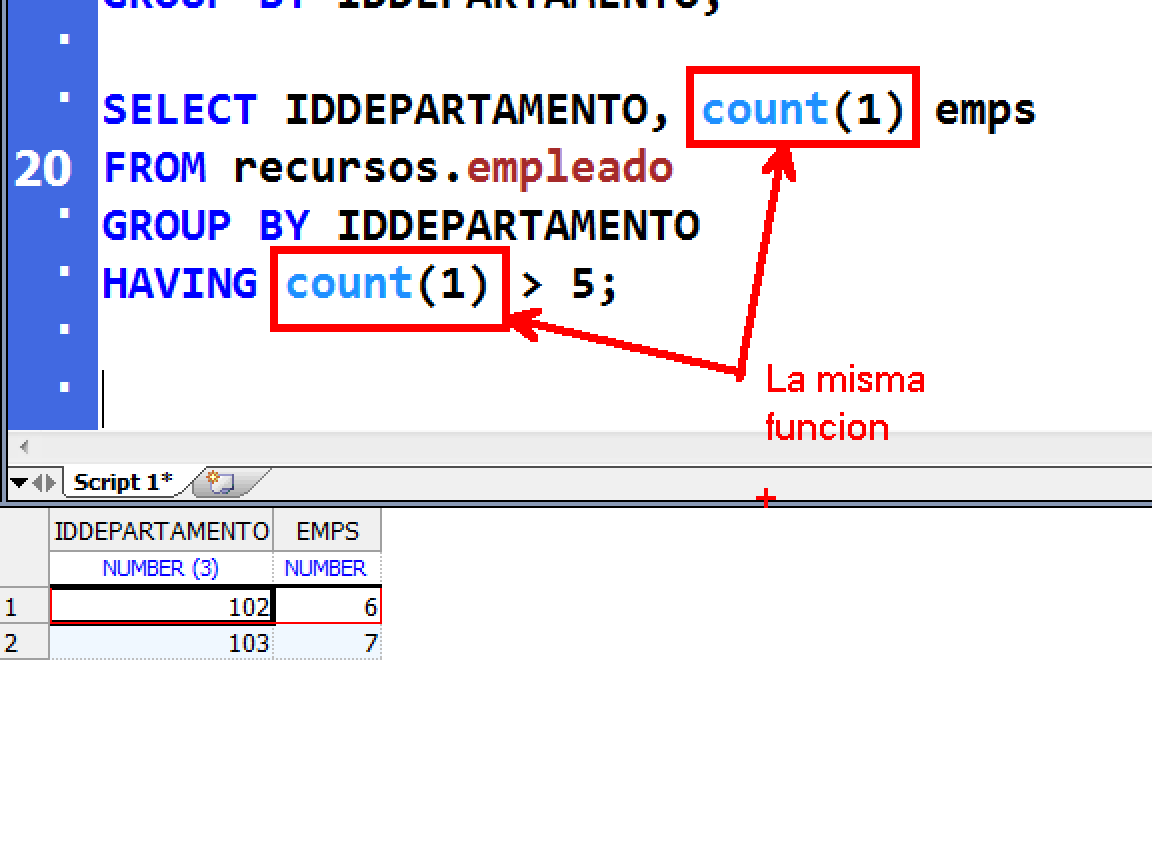 GROUP BY IDDEPARTAMENTO,
SELECT IDDEPARTAMENTO, count(1) emps
20 FROM recursos.empleado
GROUP BY IDDEPARTAMENTO
HAVING count(1) > 5;
La misma
funcion
Script 1*
IDDEPARTAMENTO EMPS
NUMBER (3) NUMBER
1 102 6
2 103 7